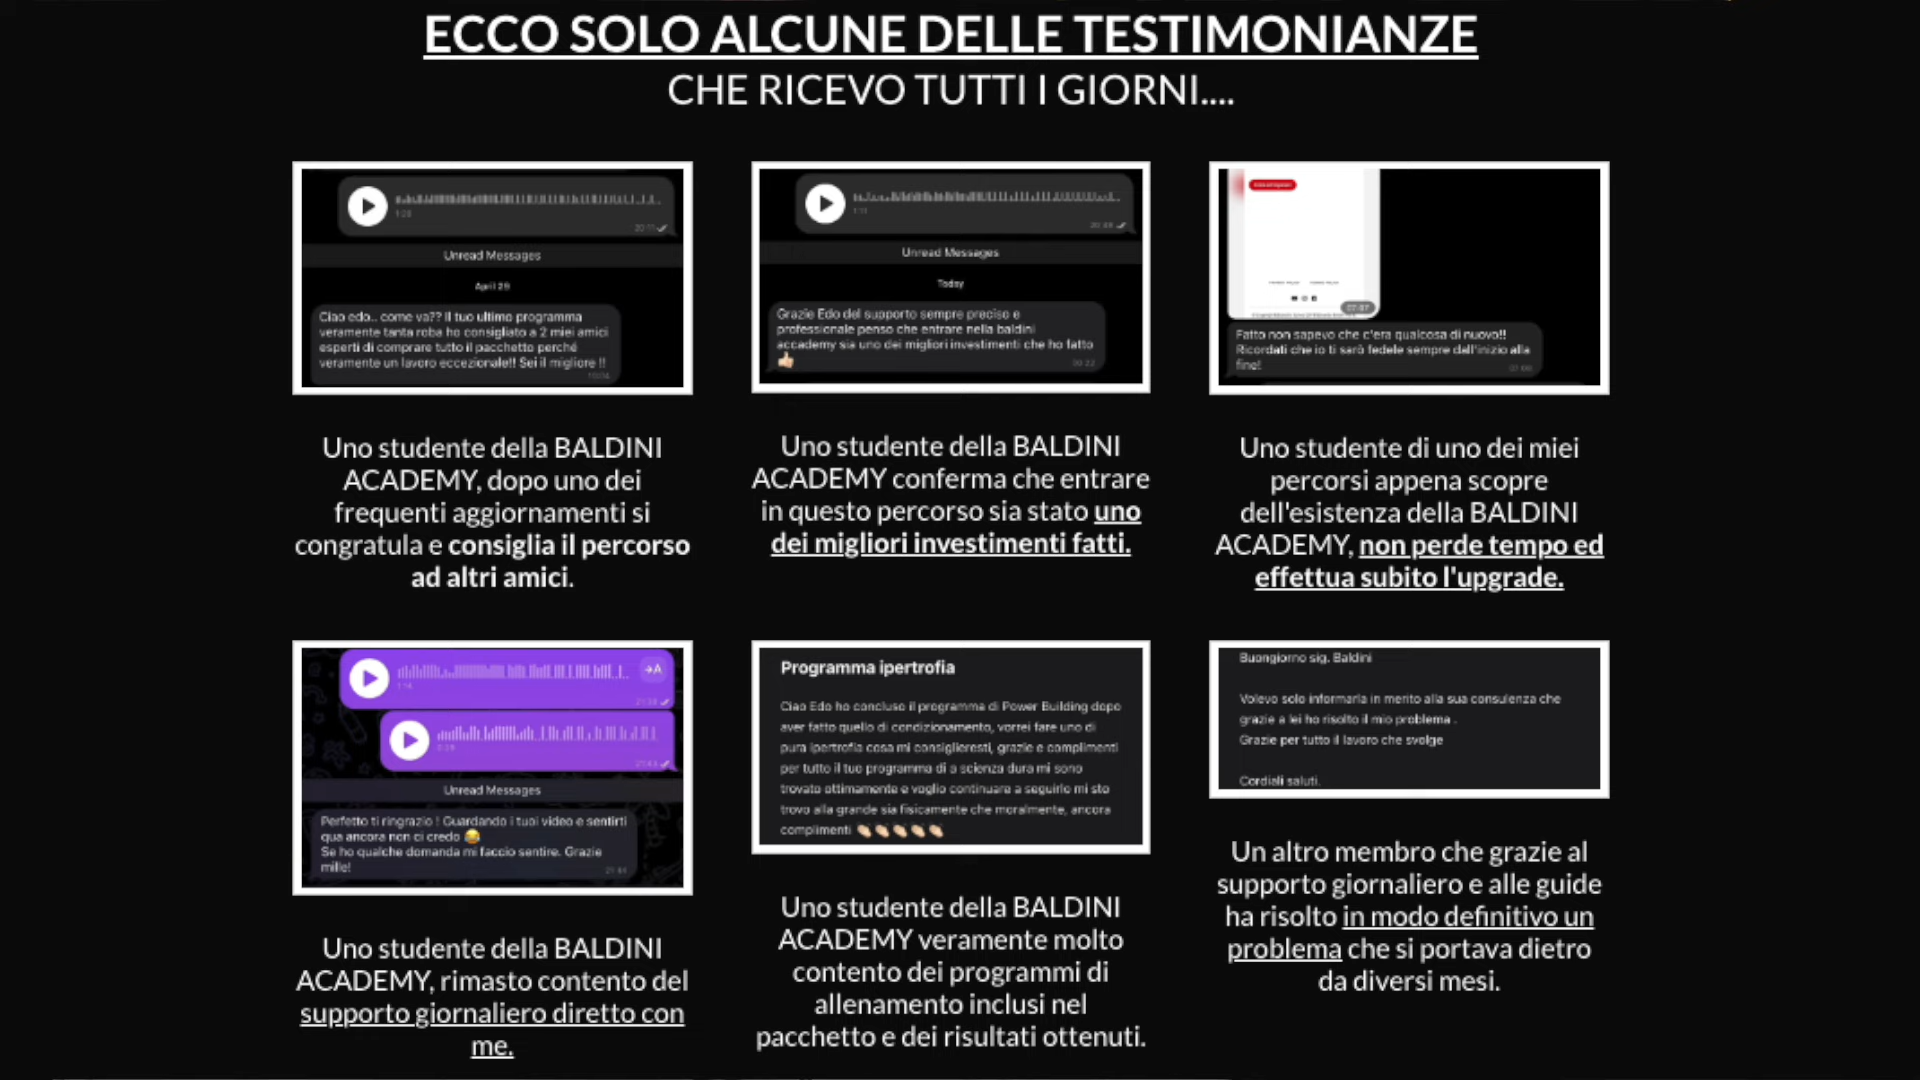 ECCO SOLO ALCUNE DELLE TESTIMONIANZE
CHE RICEVO TUTTI I GIORNI....
1:20
20:11
Unread Messages
April 29
Ciao edo.. come va?? Il tuo ultimo programma
veramente tanta roba ho consigliato a 2 miei amici
esperti di comprare tutto il pacchetto perché
veramente un lavoro eccezionale!! Sei il migliore !!
Uno studente della BALDINI
ACADEMY, dopo uno dei
frequenti aggiornamenti si
congratula e consiglia il percorso
ad altri amici.
1:11
20:48
Unread Messages
Today
Grazie Edo del supporto sempre preciso e
professionale penso che entrare nella baldini
accademy sia uno dei migliori investimenti che ho fatto
👍🏻
Uno studente della BALDINI
ACADEMY conferma che entrare
in questo percorso sia stato uno
dei migliori investimenti fatti.
07:07
Fatto non sapevo che c'era qualcosa di nuovo!!
Ricordati che io ti sarò fedele sempre dall'inizio alla
fine!
Uno studente di uno dei miei
percorsi appena scopre
dell'esistenza della BALDINI
ACADEMY, non perde tempo ed
effettua subito l'upgrade.
1:14
→A
Unread Messages
Perfetto ti ringrazio ! Guardando i tuoi video e sentirti
qua ancora non ci credo 😂
Se ho qualche domanda mi faccio sentire. Grazie
mille!
Uno studente della BALDINI
ACADEMY, rimasto contento del
supporto giornaliero diretto con
me.
Programma ipertrofia
Ciao Edo ho concluso il programma di Power Building dopo
aver fatto quello di condizionamento, vorrei fare uno di
pura ipertrofia cosa mi consiglieresti, grazie e complimenti
per tutto il tuo programma di a scienza dura mi sono
trovato ottimamente e voglio continuare a seguirlo mi sto
trovo alla grande sia fisicamente che moralmente, ancora
complimenti 👏🏻👏🏻👏🏻👏🏻👏🏻
Uno studente della BALDINI
ACADEMY veramente molto
contento dei programmi di
allenamento inclusi nel
pacchetto e dei risultati ottenuti.
Buongiorno sig. Baldini
Volevo solo informarla in merito alla sua consulenza che
grazie a lei ho risolto il mio problema .
Grazie per tutto il lavoro che svolge
Cordiali saluti.
Un altro membro che grazie al
supporto giornaliero e alle guide
ha risolto in modo definitivo un
problema che si portava dietro
da diversi mesi.